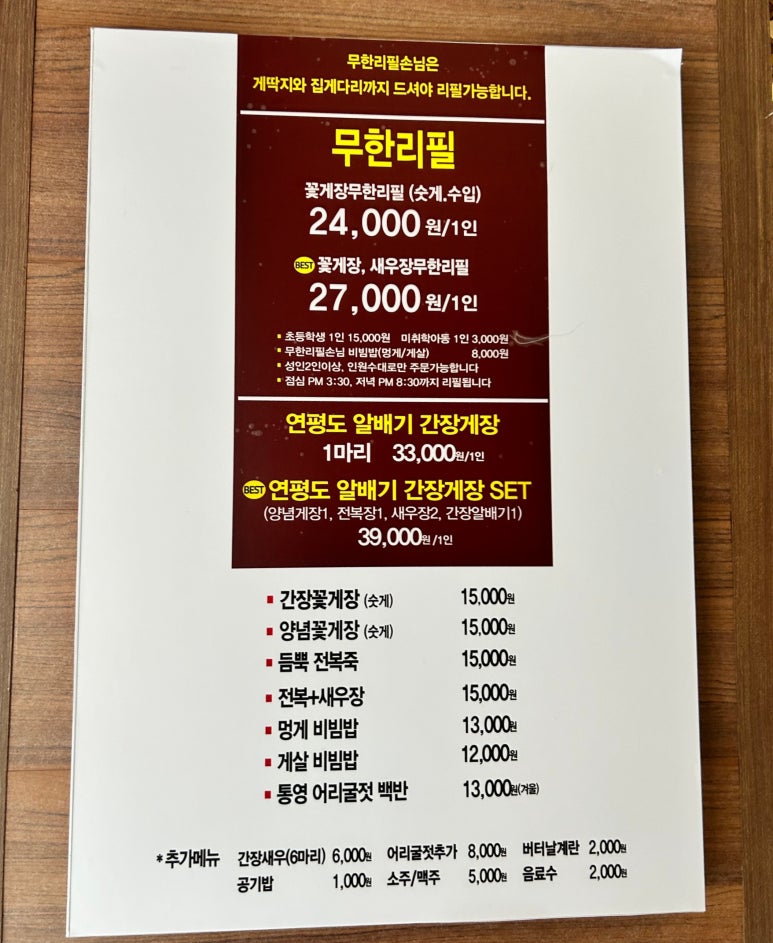 무한리필손님은
게딱지와 집게다리까지 드셔야 리필가능합니다.
무한리필
꽃게장무한리필 (숫게.수입)
24,000 원/1인
BEST 꽃게장, 새우장무한리필
27,000 원/1인
▪ 초등학생 1인 15,000원 미취학아동 1인 3,000원
▪ 무한리필손님 비빔밥(멍게/게살) 8,000원
▪ 성인2인이상, 인원수대로만 주문가능합니다
▪ 점심 PM 3:30, 저녁 PM 8:30까지 리필됩니다
연평도 알배기 간장게장
1마리 33,000원/1인
BEST 연평도 알배기 간장게장 SET
(양념게장1, 전복장1, 새우장2, 간장알배기1)
39,000원/1인
▪ 간장꽃게장 (숫게) 15,000원
▪ 양념꽃게장 (숫게) 15,000원
▪ 듬뿍 전복죽 15,000원
▪ 전복+새우장 15,000원
▪ 멍게 비빔밥 13,000원
▪ 게살 비빔밥 12,000원
▪ 통영 어리굴젓 백반 13,000원(겨울)
*추가메뉴 간장새우(6마리) 6,000원 어리굴젓추가 8,000원 버터날계란 2,000원
공기밥 1,000원 소주/맥주 5,000원 음료수 2,000원